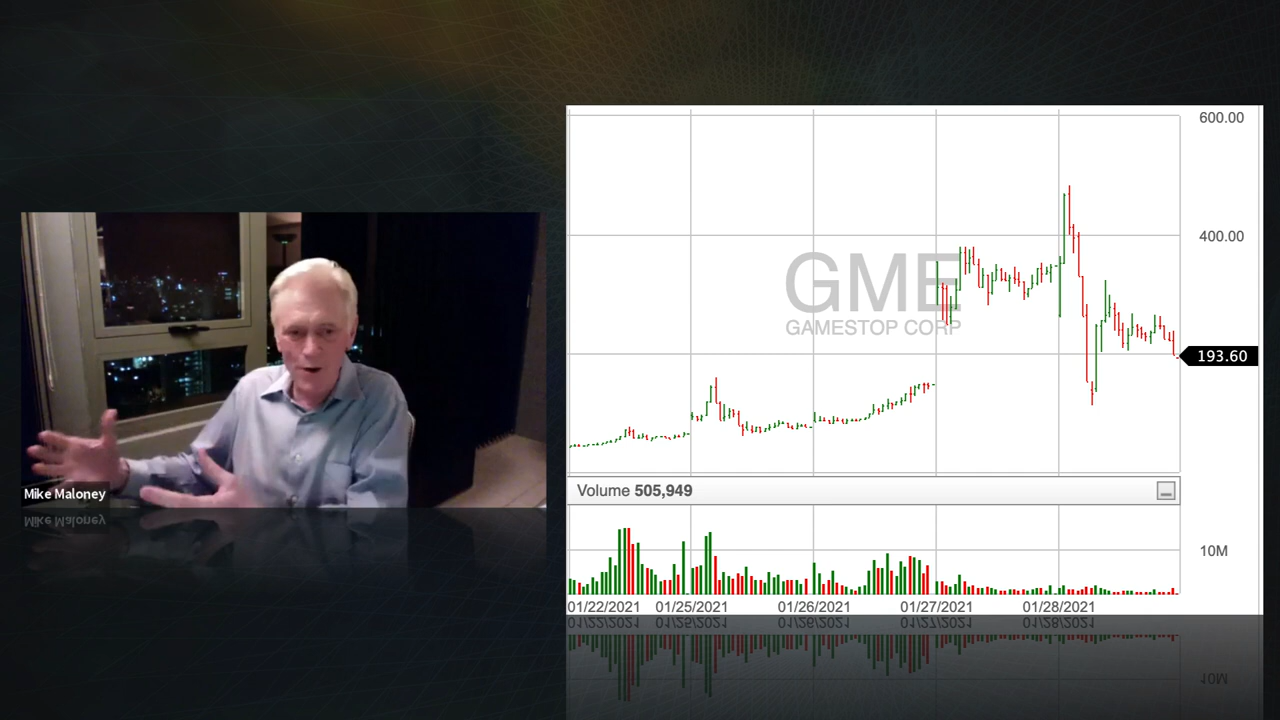 Mike Maloney
GME
GAMESTOP CORP
600.00
400.00
193.60
Volume 505,949
10M
01/22/2021 01/25/2021 01/26/2021 01/27/2021 01/28/2021